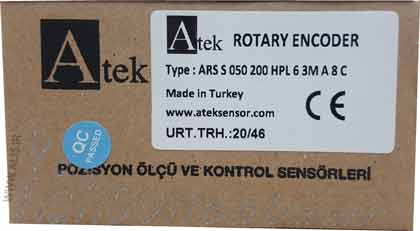 Atek
Atek ROTARY ENCODER
Type : ARS S 050 200 HPL 6 3M A 8 C
Made in Turkey
www.ateksensor.com
CE
URT.TRH.:20/46
QC
PASSED
POZİSYON ÖLÇÜ VE KONTROL SENSÖRLERİ